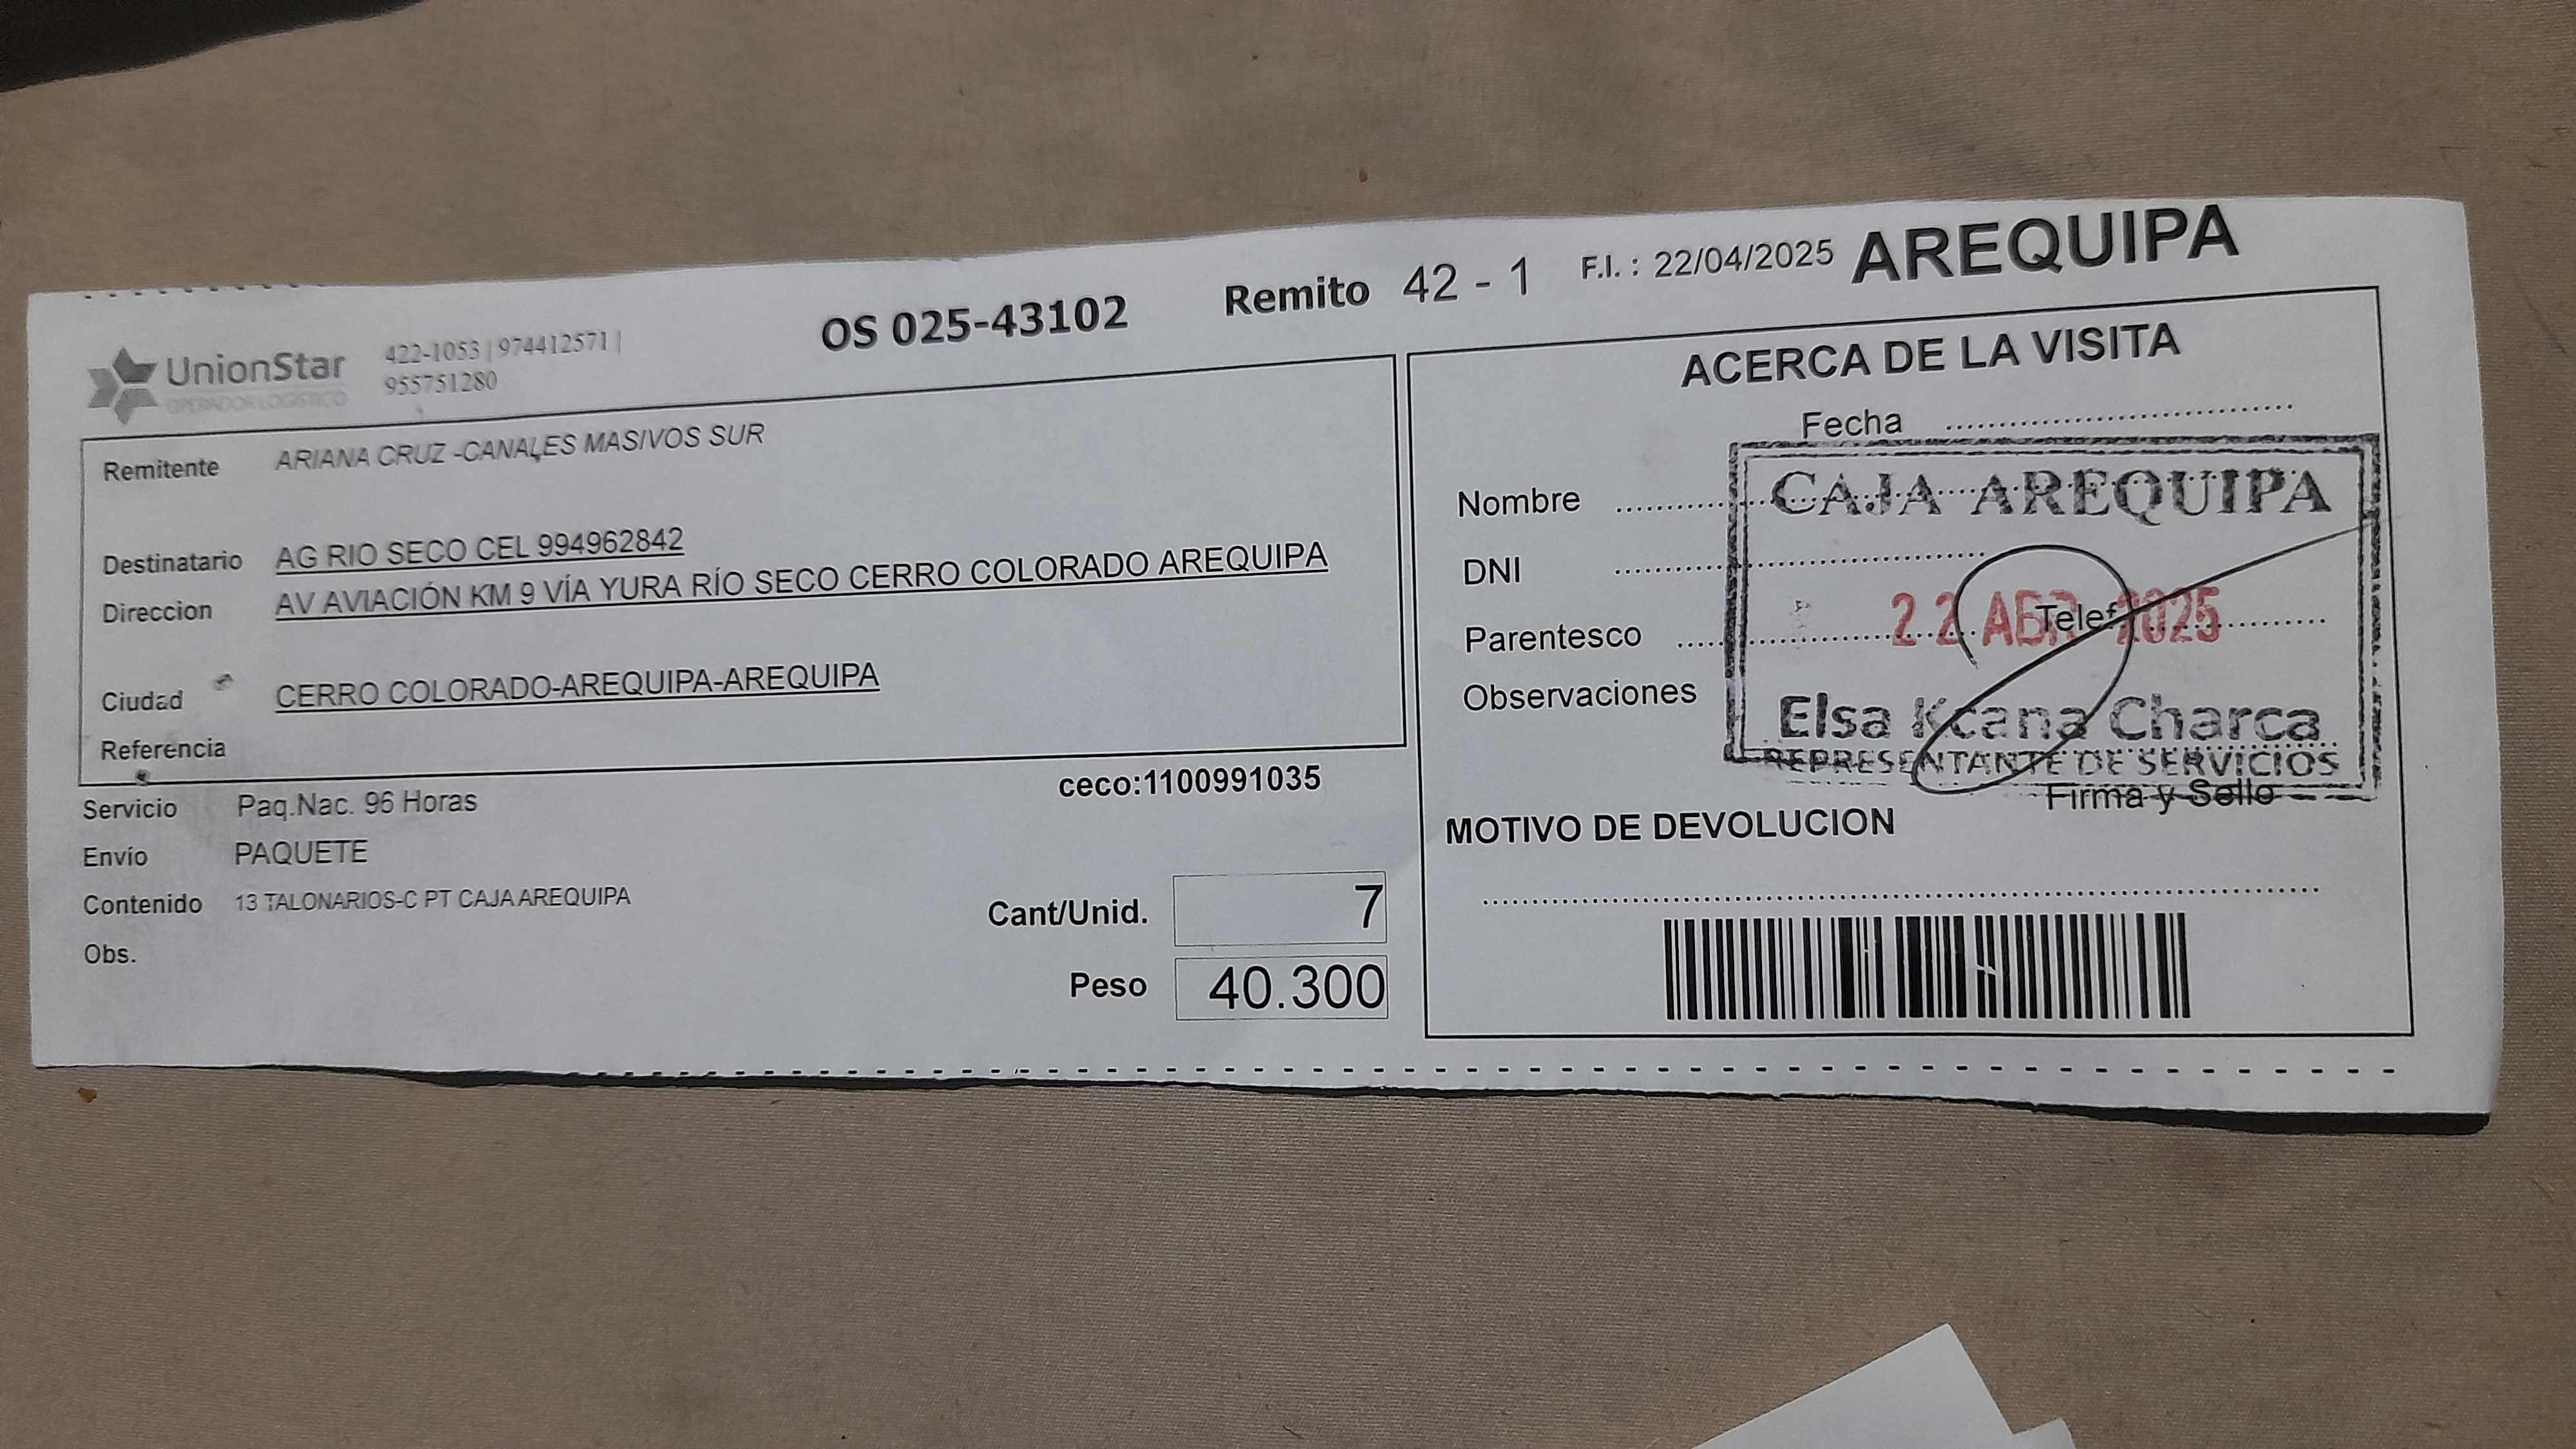 OS 025-43102 Remito 42 - 1 F.I. : 22/04/2025 AREQUIPA
UnionStar
OPERADOR LOGISTICO
422-1053 | 974412571 |
955751280
Remitente ARIANA CRUZ -CANALES MASIVOS SUR
Destinatario AG RIO SECO CEL 994962842
Direccion AV AVIACIÓN KM 9 VÍA YURA RÍO SECO CERRO COLORADO AREQUIPA
Ciudad CERRO COLORADO-AREQUIPA-AREQUIPA
Referencia
ceco:1100991035
Servicio Paq.Nac. 96 Horas
Envío PAQUETE
Contenido 13 TALONARIOS-C PT CAJA AREQUIPA
Obs.
Cant/Unid. 7
Peso 40.300
ACERCA DE LA VISITA
Fecha
Nombre
DNI
Parentesco
Telef
Observaciones
CAJA AREQUIPA
22 ABR 2025
Elsa Kcana Charca
REPRESENTANTE DE SERVICIOS
Firma y Sello
MOTIVO DE DEVOLUCION